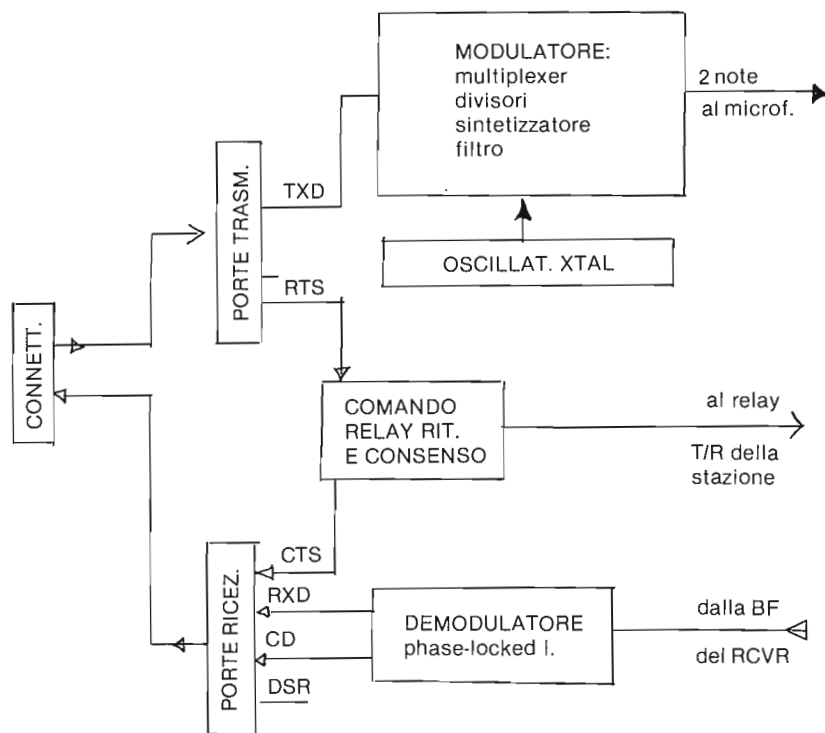 MODULATORE:
multiplexer
divisori
sintetizzatore
filtro
2 note
al microf.
PORTE TRASM.
TXD
RTS
OSCILLAT. XTAL
CONNETT.
COMANDO
RELAY RIT.
E CONSENSO
al relay
T/R della
stazione
PORTE RICEZ.
CTS
RXD
CD
DSR
DEMODULATORE
phase-locked l.
dalla BF
del RCVR